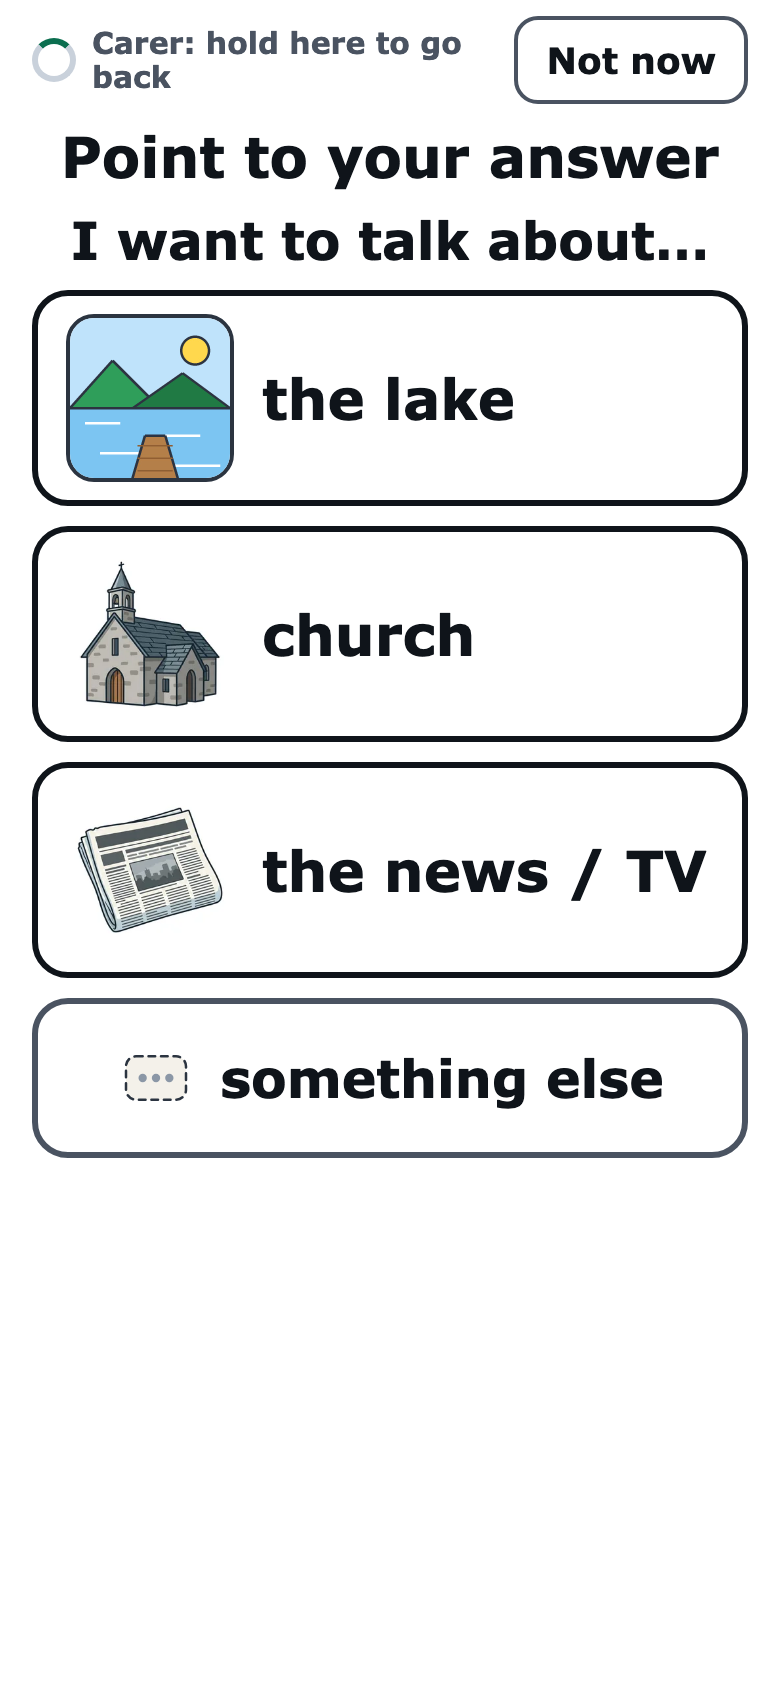 Carer: hold here to go
back
Not now
Point to your answer
I want to talk about...
the lake
church
the news / TV
something else